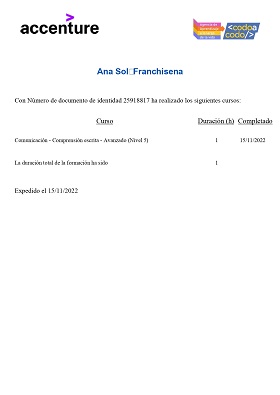 accenture
<codo a
codo/>
Ana Sol□Franchisena
Con Número de documento de identidad 25918817 ha realizado los siguientes cursos:
Curso Duración (h) Completado
Comunicación - Comprensión escrita - Avanzado (Nivel 5) 1 15/11/2022
La duración total de la formación ha sido 1
Expedido el 15/11/2022